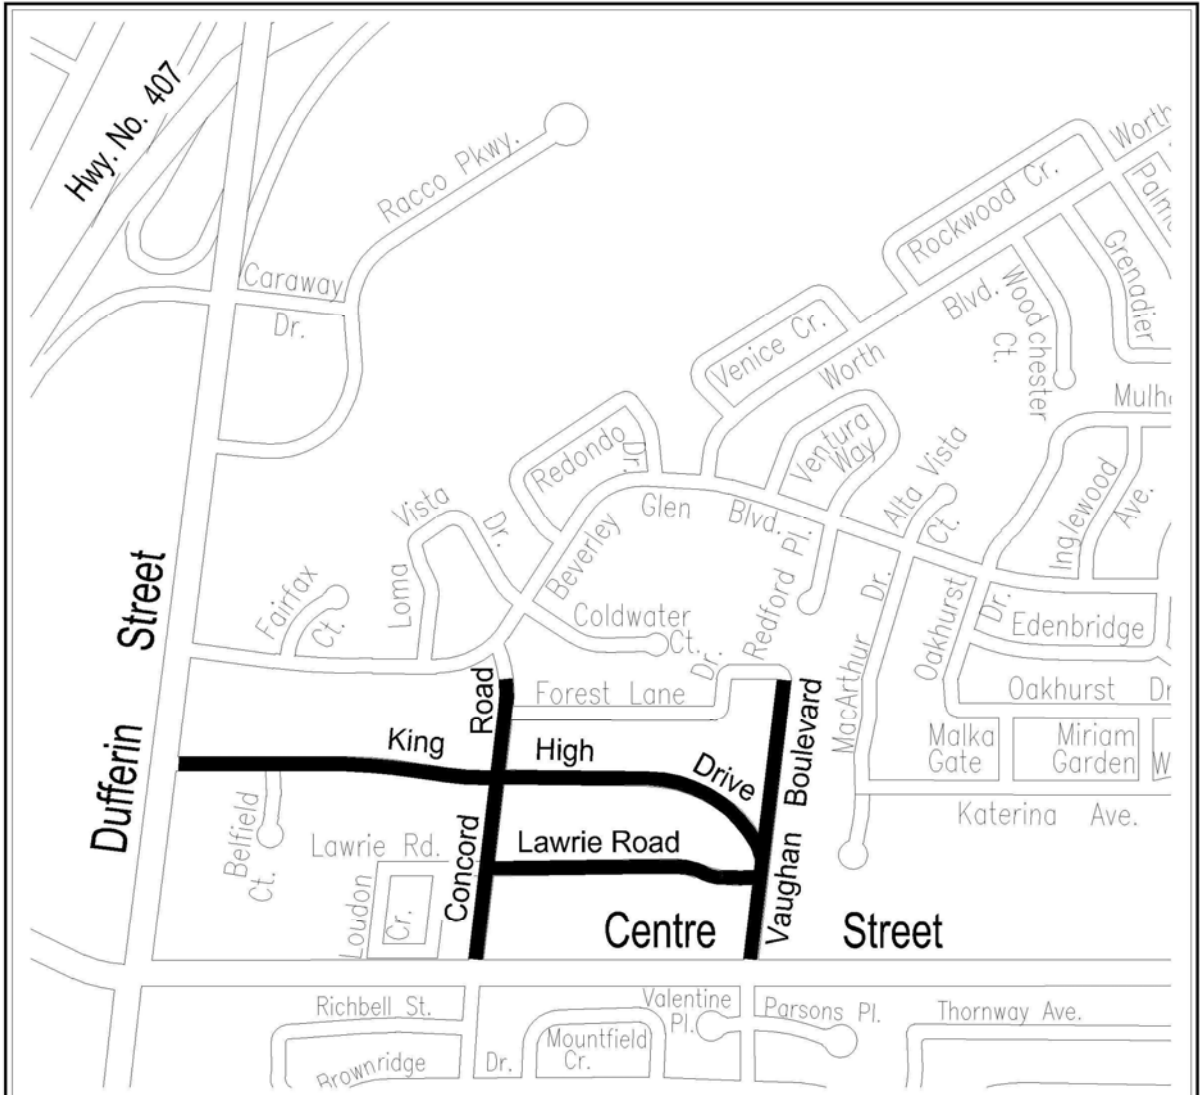 Hwy. No. 407
Racco Pkwy.
Caraway
Dr.
Rockwood Cr.
Worth
Grenadier
Woodchester
Ct.
Blvd.
Venice Cr.
Worth
Mulh
Redondo
Dr.
Ventura
Way
Alta Vista
Ct.
Inglewood
Ave.
Vista
Dr.
Loma
Glen
Blvd.
Beverley
Fairfax
Ct.
Coldwater
Ct.
Redford Pl.
Dr.
MacArthur
Dr.
Oakhurst
Dr.
Edenbridge
Oakhurst Dr
Forest Lane
Malka
Gate
Miriam
Garden
W
Katerina Ave.
Dufferin Street
King High Drive
Concord Road
Vaughan Boulevard
Belfield
Ct.
Lawrie Rd.
Lawrie Road
Loudon
Cr.
Centre Street
Richbell St.
Valentine
Pl.
Parsons Pl.
Thornway Ave.
Mountfield
Cr.
Brownridge Dr.